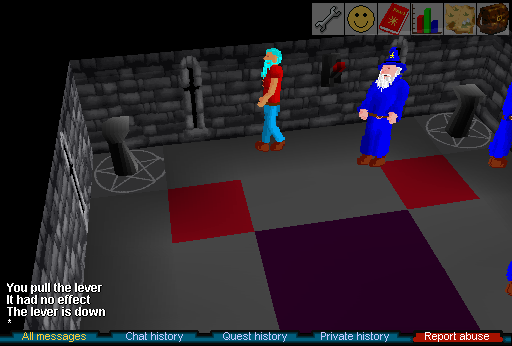 You pull the lever
It had no effect
The lever is down
*
All messages
Chat history
Quest history
Private history
Report abuse